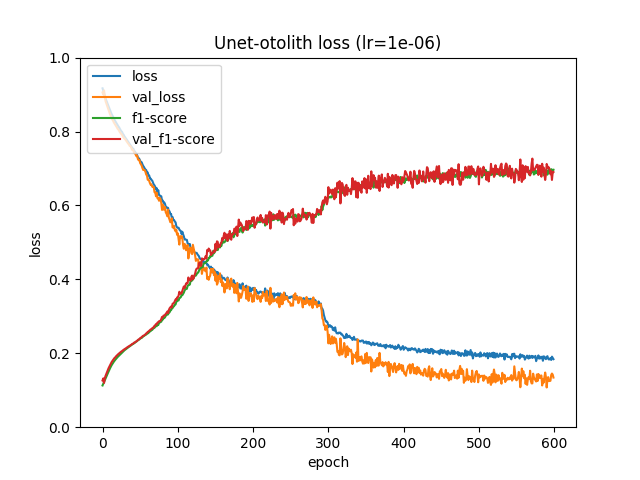 Unet-otolith loss (lr=1e-06)
loss
val_loss
f1-score
val_f1-score
1.0
0.8
0.6
0.4
0.2
0.0
loss
0 100 200 300 400 500 600
epoch